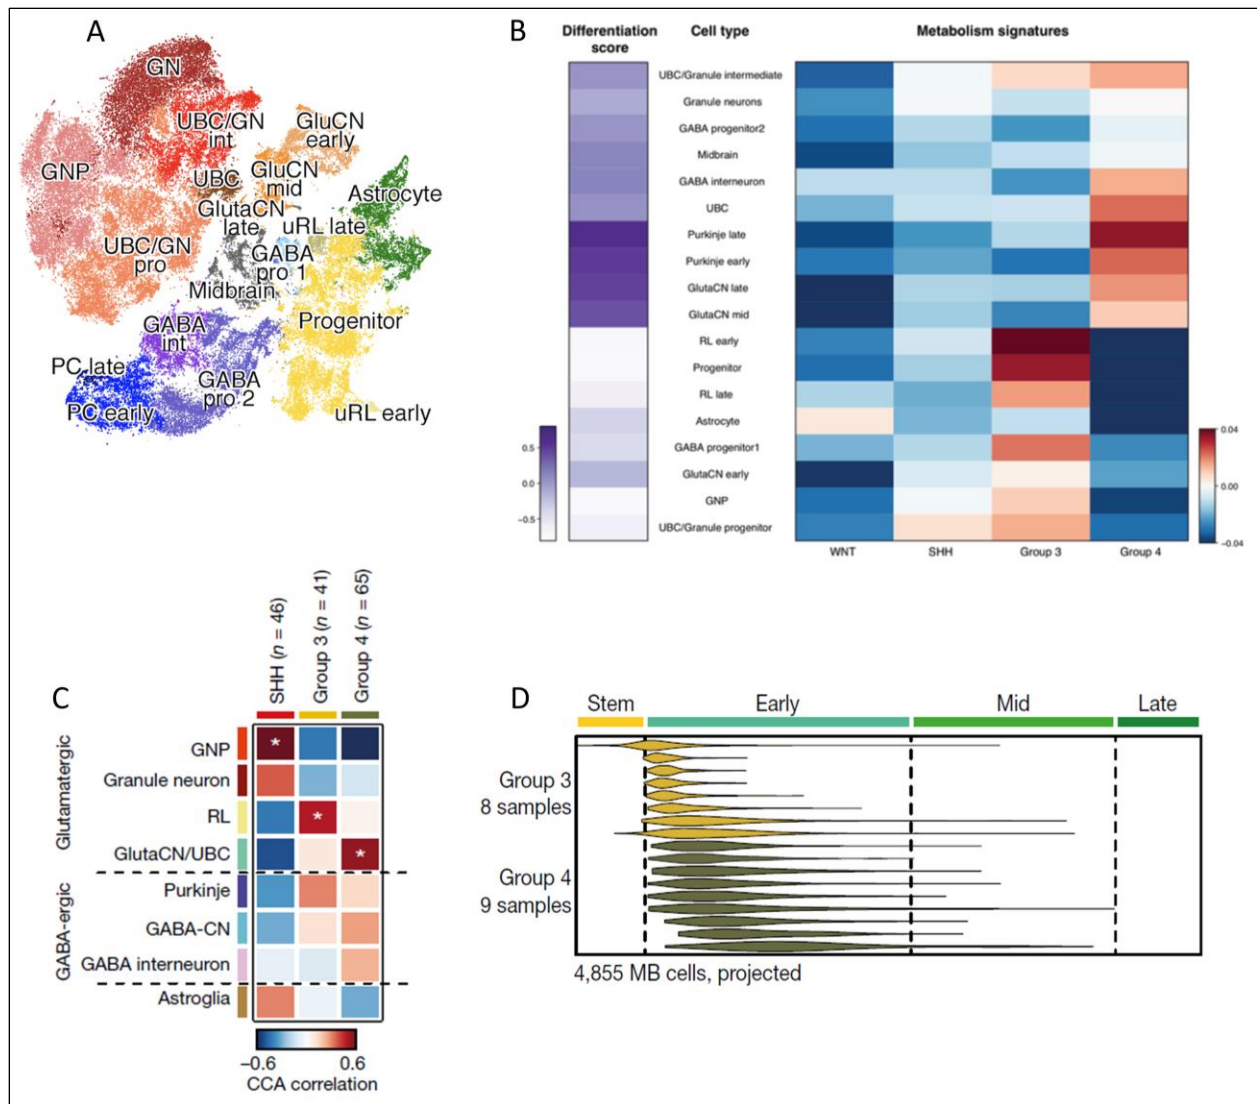 A
GN
UBC/GN
int
GluCN
early
GNP
UBC
GluCN
mid
Astrocyte
GlutaCN
late
uRL late
UBC/GN
pro
GABA
pro 1
Midbrain
GABA
int
Progenitor
PC late
GABA
pro 2
PC early
uRL early
B
Differentiation
score
Cell type
Metabolism signatures
UBC/Granule intermediate
Granule neurons
GABA progenitor2
Midbrain
GABA interneuron
UBC
Purkinje late
Purkinje early
GlutaCN late
GlutaCN mid
RL early
Progenitor
RL late
Astrocyte
GABA progenitor1
GlutaCN early
GNP
UBC/Granule progenitor
0.5
0.0
−0.5
0.04
0.00
−0.04
WNT
SHH
Group 3
Group 4
C
SHH (n = 46)
Group 3 (n = 41)
Group 4 (n = 65)
Glutamatergic
GABA-ergic
GNP
*
Granule neuron
RL
*
GlutaCN/UBC
*
Purkinje
GABA-CN
GABA interneuron
Astroglia
−0.6
0.6
CCA correlation
D
Stem
Early
Mid
Late
Group 3
8 samples
Group 4
9 samples
4,855 MB cells, projected